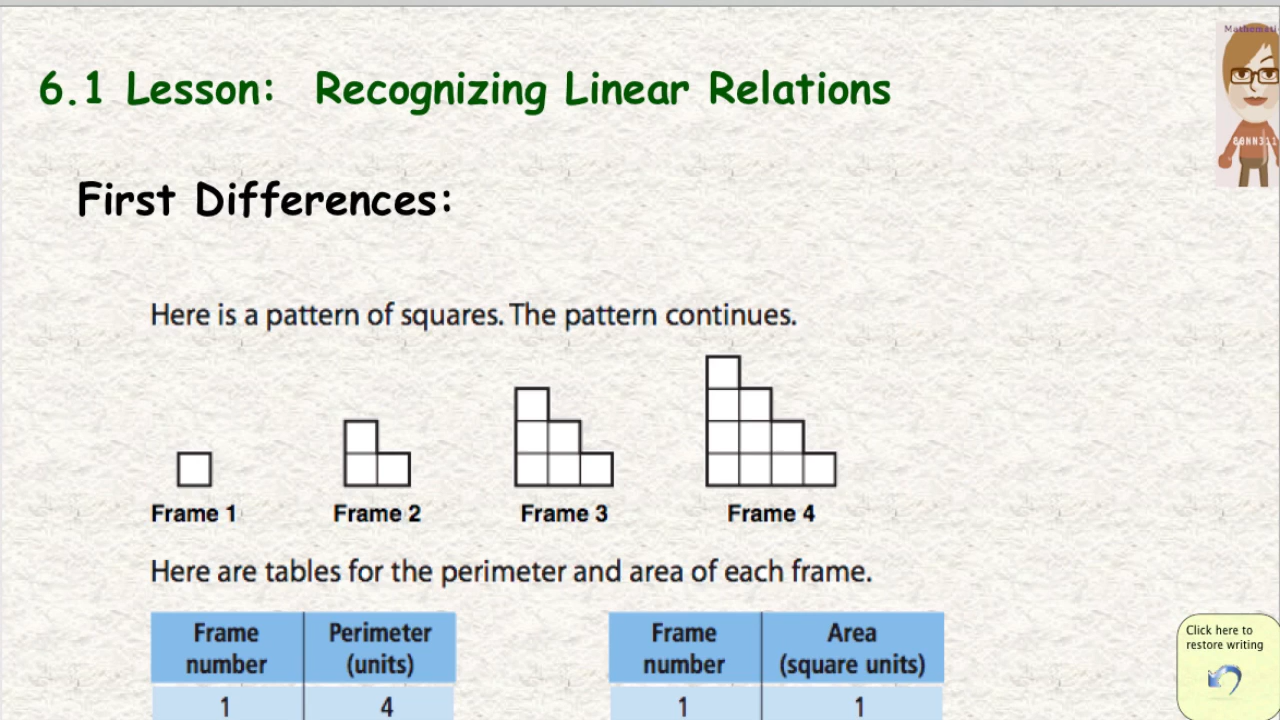 Mathemati
6.1 Lesson: Recognizing Linear Relations
First Differences:
Here is a pattern of squares. The pattern continues.
Frame 1 Frame 2 Frame 3 Frame 4
Here are tables for the perimeter and area of each frame.
Frame number Perimeter (units)
1 4
Frame number Area (square units)
1 1
Click here to
restore writing